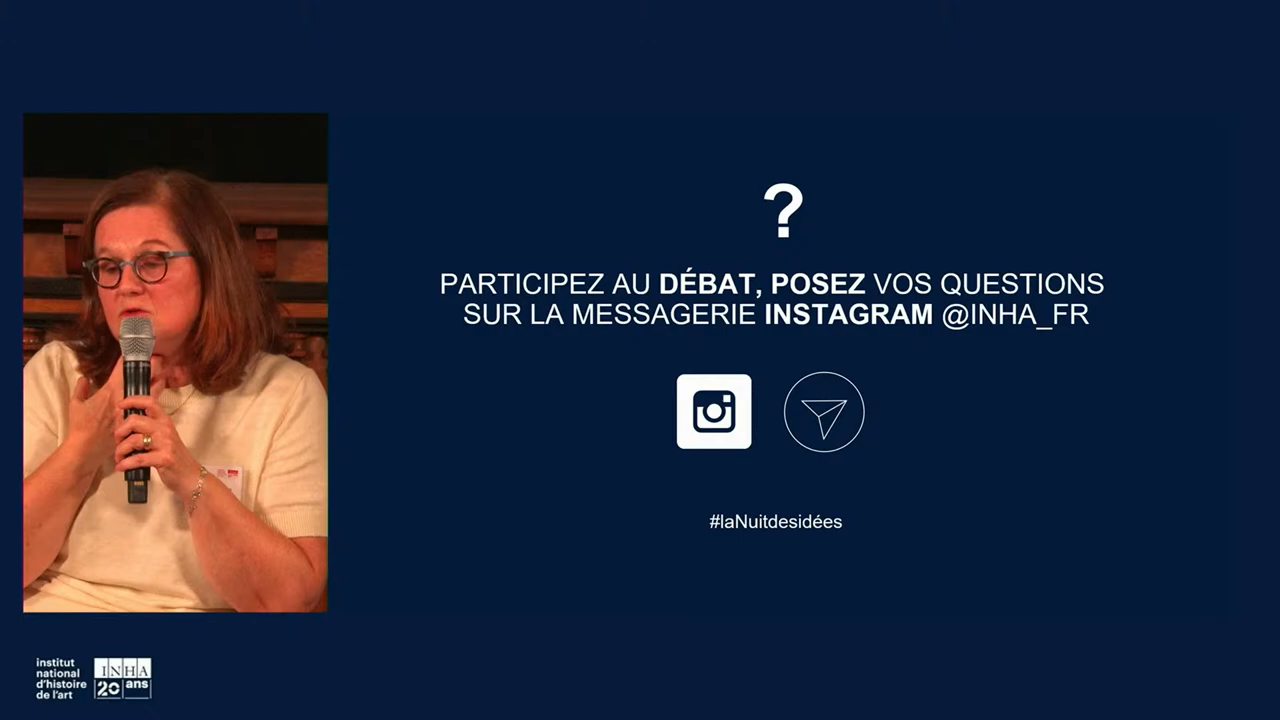 ?
PARTICIPEZ AU DÉBAT, POSEZ VOS QUESTIONS
SUR LA MESSAGERIE INSTAGRAM @INHA_FR
#laNuitdesidées
institut
national
d'histoire
de l'art
INHA
20 ans